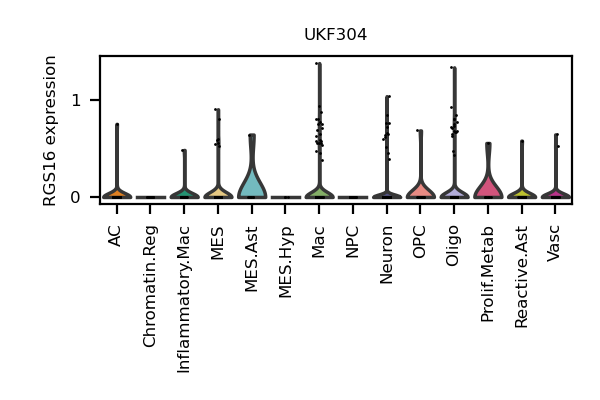 UKF304
RGS16 expression
1
0
AC
Chromatin.Reg
Inflammatory.Mac
MES
MES.Ast
MES.Hyp
Mac
NPC
Neuron
OPC
Oligo
Prolif.Metab
Reactive.Ast
Vasc